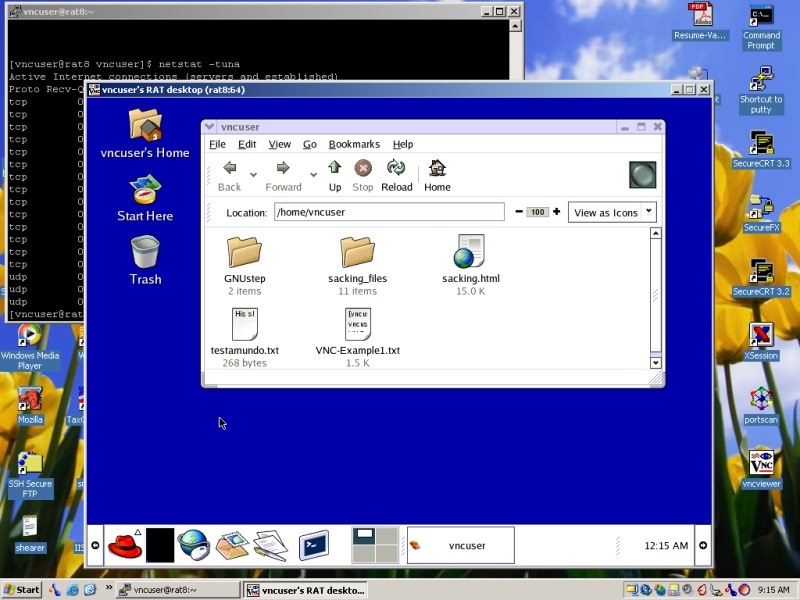 vncuser@rat8:~
[vncuser@rat8 vncuser]$ netstat -tuna
Active Internet connections (servers and established)
Proto Recv-Q
tcp 0
tcp 0
tcp 0
tcp 0
tcp 0
tcp 0
tcp 0
tcp 0
tcp 0
tcp 0
tcp 0
tcp 0
tcp 0
tcp 0
udp 0
udp 0
udp 0
[vncuser@rat
vncuser's RAT desktop (rat8:64)
vncuser's Home
Start Here
Trash
vncuser
File Edit View Go Bookmarks Help
Back Forward Up Stop Reload Home
Location: /home/vncuser 100 View as Icons
GNUstep
2 items
sacking_files
11 items
sacking.html
15.0 K
His sl
testamundo.txt
268 bytes
[vncu
vncus
VNC-Example1.txt
1.5 K
vncuser
12:15 AM
Resume-Va...
Command
Prompt
Shortcut to
putty
SecureCRT 3.3
SecureFX
SecureCRT 3.2
XSession
portscan
VNC
vncviewer
Windows Media
Player
Mozilla
SSH Secure
FTP
shearer
Start
vncuser@rat8:~
vncuser's RAT deskto...
9:15 AM